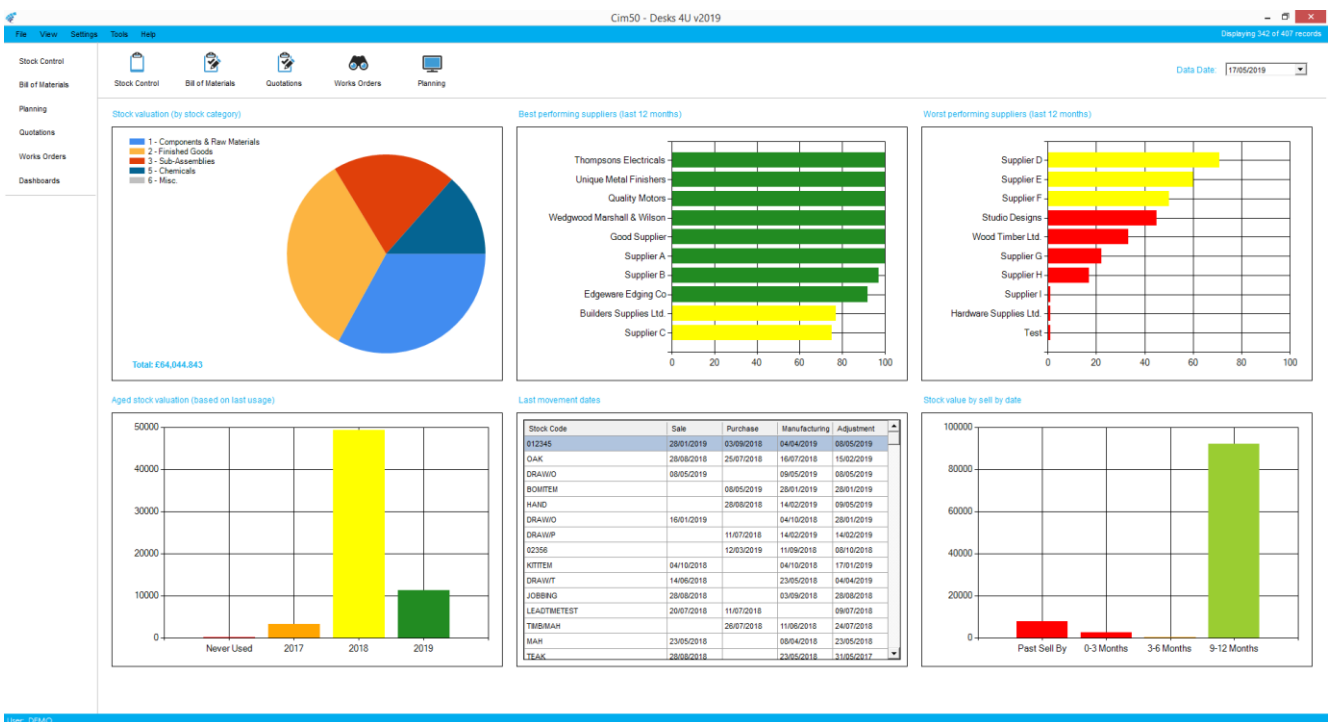 Cim50 - Desks 4U v2019
File View Settings Tools Help
Displaying 342 of 407 records
Stock Control
Bill of Materials
Planning
Quotations
Works Orders
Dashboards
Stock Control Bill of Materials Quotations Works Orders Planning
Data Date: 17/05/2019
Stock valuation (by stock category)
1 - Components & Raw Materials
2 - Finished Goods
3 - Sub-Assemblies
5 - Chemicals
6 - Misc.
Total: £64,044.843
Best performing suppliers (last 12 months)
Thompsons Electricals
Unique Metal Finishers
Quality Motors
Wedgwood Marshall & Wilson
Good Supplier
Supplier A
Supplier B
Edgeware Edging Co
Builders Supplies Ltd.
Supplier C
0 20 40 60 80 100
Worst performing suppliers (last 12 months)
Supplier D
Supplier E
Supplier F
Studio Designs
Wood Timber Ltd.
Supplier G
Supplier H
Supplier I
Hardware Supplies Ltd.
Test
0 20 40 60 80 100
Aged stock valuation (based on last usage)
50000
40000
30000
20000
10000
0
Never Used 2017 2018 2019
Last movement dates
Stock Code Sale Purchase Manufacturing Adjustment
012345 28/01/2019 03/09/2018 04/04/2019 08/05/2019
OAK 28/08/2018 25/07/2018 16/07/2018 15/02/2019
DRAW/O 08/05/2019 09/05/2019 08/05/2019
BOMITEM 08/05/2019 28/01/2019 28/01/2019
HAND 28/08/2018 14/02/2019 09/05/2019
DRAW/O 16/01/2019 04/10/2018 28/01/2019
DRAW/P 11/07/2018 14/02/2019 14/02/2019
02356 12/03/2019 11/09/2018 08/10/2018
KITITEM 04/10/2018 04/10/2018 17/01/2019
DRAW/T 14/06/2018 23/05/2018 04/04/2019
JOBBING 28/08/2018 03/09/2018 28/08/2018
LEADTIMETEST 20/07/2018 11/07/2018 09/07/2018
TIMB/MAH 26/07/2018 11/06/2018 24/07/2018
MAH 23/05/2018 08/04/2018 23/05/2018
TEAK 28/08/2018 23/05/2018 31/05/2017
Stock value by sell by date
100000
80000
60000
40000
20000
0
Past Sell By 0-3 Months 3-6 Months 9-12 Months
User: DEMO